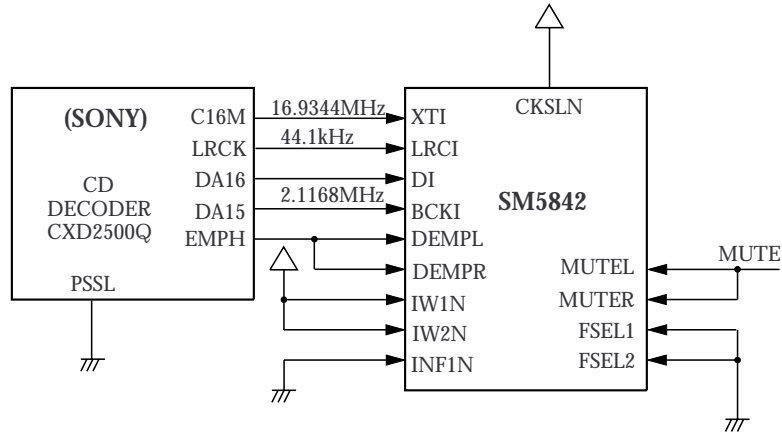 (SONY)
CD
DECODER
CXD2500Q
C16M
LRCK
DA16
DA15
EMPH
PSSL
16.9344MHz
44.1kHz
2.1168MHz
CKSLN
XTI
LRCI
DI
BCKI
DEMPL
DEMPR
IW1N
IW2N
INF1N
SM5842
MUTEL
MUTER
FSEL1
FSEL2
MUTE